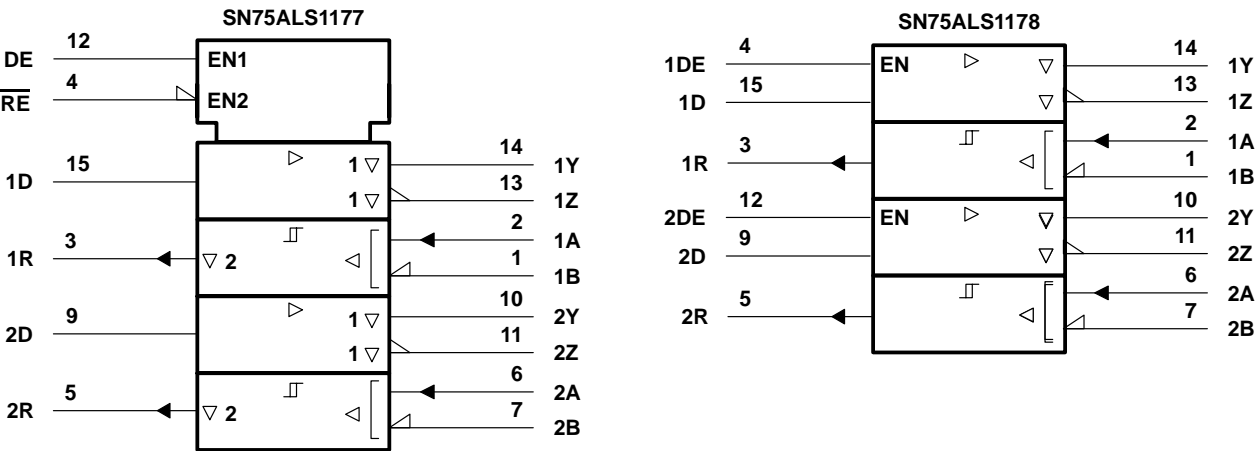 SN75ALS1177
12
DE
EN1
4
RE
EN2
14
1 1Y
15
1D
13
1 1Z
2
1A
3
1R
2
1
1B
10
1 2Y
9
2D
11
1 2Z
6
2A
5
2R
2
7
2B
SN75ALS1178
4
1DE
EN
14
1Y
15
1D
13
1Z
2
1A
3
1R
1
1B
12
2DE
EN
10
2Y
9
2D
11
2Z
6
2A
5
2R
7
2B